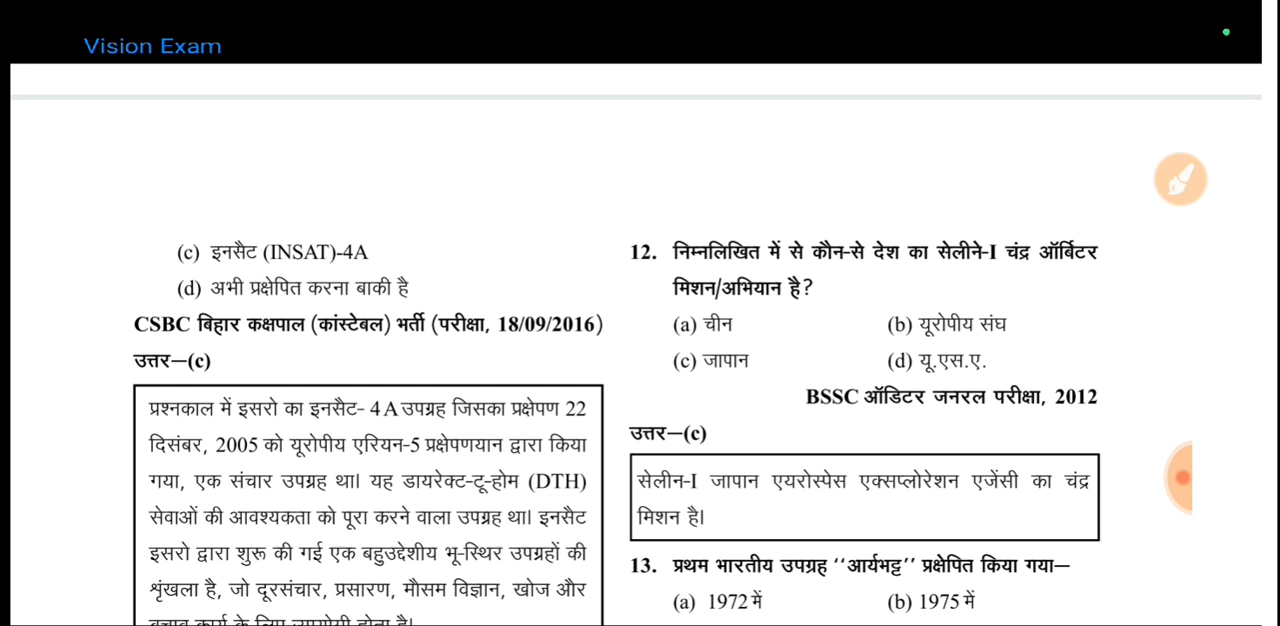 Vision Exam
(c) इनसैट (INSAT)-4A
(d) अभी प्रक्षेपित करना बाकी है
CSBC बिहार कक्षपाल (कांस्टेबल) भर्ती (परीक्षा, 18/09/2016)
उत्तर—(c)
प्रश्नकाल में इसरो का इनसैट- 4A उपग्रह जिसका प्रक्षेपण 22
दिसंबर, 2005 को यूरोपीय एरियन-5 प्रक्षेपणयान द्वारा किया
गया, एक संचार उपग्रह था। यह डायरेक्ट-टू-होम (DTH)
सेवाओं की आवश्यकता को पूरा करने वाला उपग्रह था। इनसैट
इसरो द्वारा शुरू की गई एक बहुउद्देशीय भू-स्थिर उपग्रहों की
शृंखला है, जो दूरसंचार, प्रसारण, मौसम विज्ञान, खोज और
बचाव कार्य के लिए उपयोगी होता है।
12. निम्नलिखित में से कौन-से देश का सेलीने-I चंद्र ऑर्बिटर
मिशन/अभियान है?
(a) चीन (b) यूरोपीय संघ
(c) जापान (d) यू.एस.ए.
BSSC ऑडिटर जनरल परीक्षा, 2012
उत्तर—(c)
सेलीन-I जापान एयरोस्पेस एक्सप्लोरेशन एजेंसी का चंद्र
मिशन है।
13. प्रथम भारतीय उपग्रह ‘‘आर्यभट्ट’’ प्रक्षेपित किया गया—
(a) 1972 में (b) 1975 में